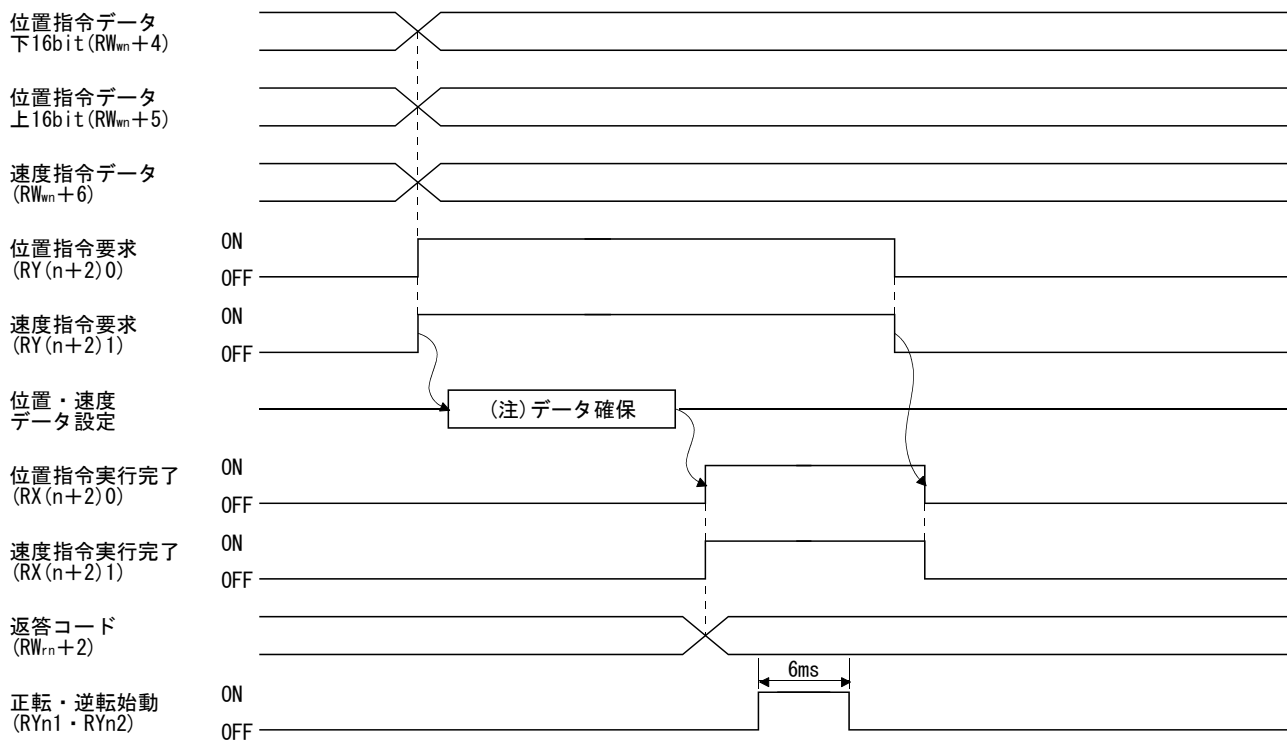 位置指令データ
下16bit(RWwn+4)
位置指令データ
上16bit(RWwn+5)
速度指令データ
(RWwn+6)
位置指令要求
(RY(n+2)0)
ON
OFF
速度指令要求
(RY(n+2)1)
ON
OFF
位置・速度
データ設定
(注)データ確保
位置指令実行完了
(RX(n+2)0)
ON
OFF
速度指令実行完了
(RX(n+2)1)
ON
OFF
返答コード
(RWrn+2)
6ms
正転・逆転始動
(RYn1・RYn2)
ON
OFF